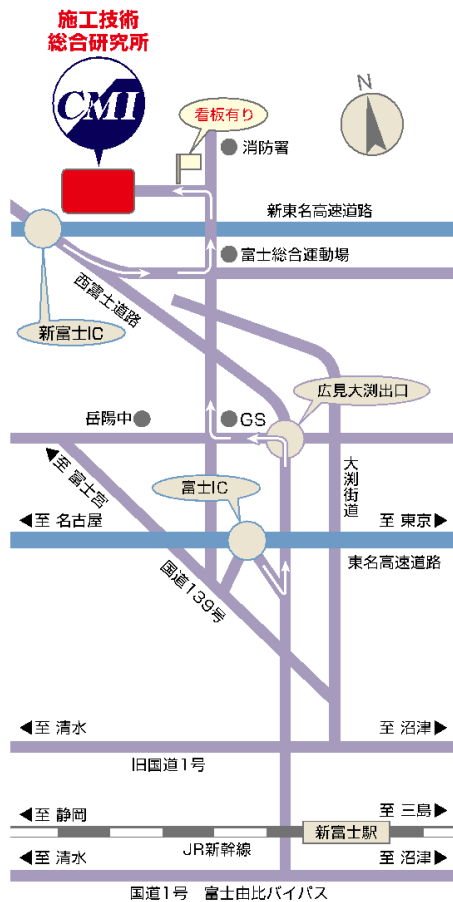 施工技術
総合研究所
CMI
N
看板有り
消防署
新東名高速道路
富士総合運動場
西富士道路
新富士IC
広見大渕出口
岳陽中
GS
◀至 富士宮
富士IC
大渕街道
◀至 名古屋
至 東京▶
東名高速道路
国道139号
◀至 清水
至 沼津▶
旧国道1号
◀至 静岡
至 三島▶
新富士駅
JR新幹線
◀至 清水
至 沼津▶
国道1号 富士由比バイパス